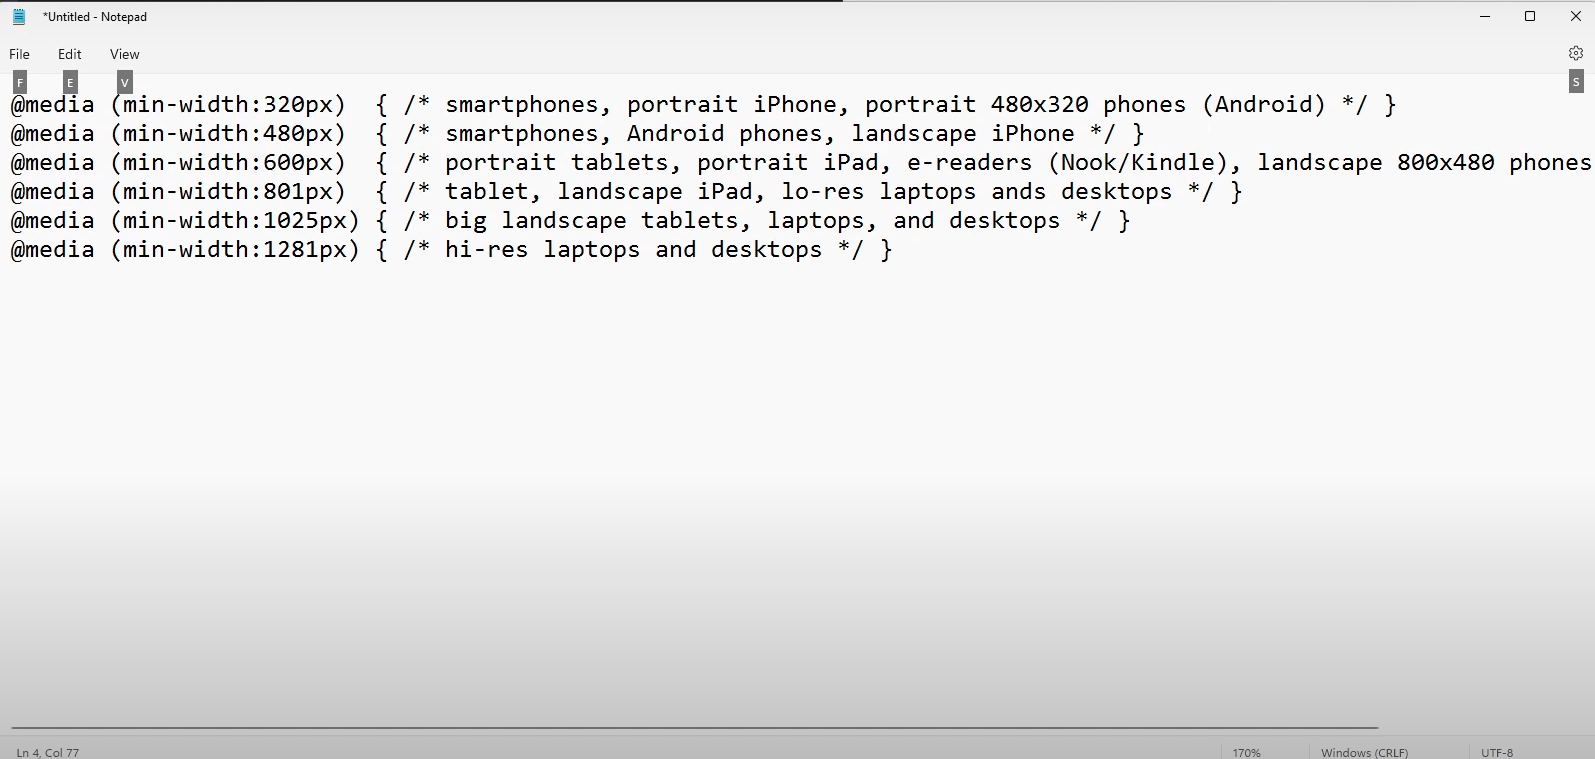 *Untitled - Notepad
File Edit View
F E V S
@media (min-width:320px)  { /* smartphones, portrait iPhone, portrait 480x320 phones (Android) */ }
@media (min-width:480px)  { /* smartphones, Android phones, landscape iPhone */ }
@media (min-width:600px)  { /* portrait tablets, portrait iPad, e-readers (Nook/Kindle), landscape 800x480 phones
@media (min-width:801px)  { /* tablet, landscape iPad, lo-res laptops ands desktops */ }
@media (min-width:1025px) { /* big landscape tablets, laptops, and desktops */ }
@media (min-width:1281px) { /* hi-res laptops and desktops */ }
Ln 4, Col 77 170% Windows (CRLF) UTF-8